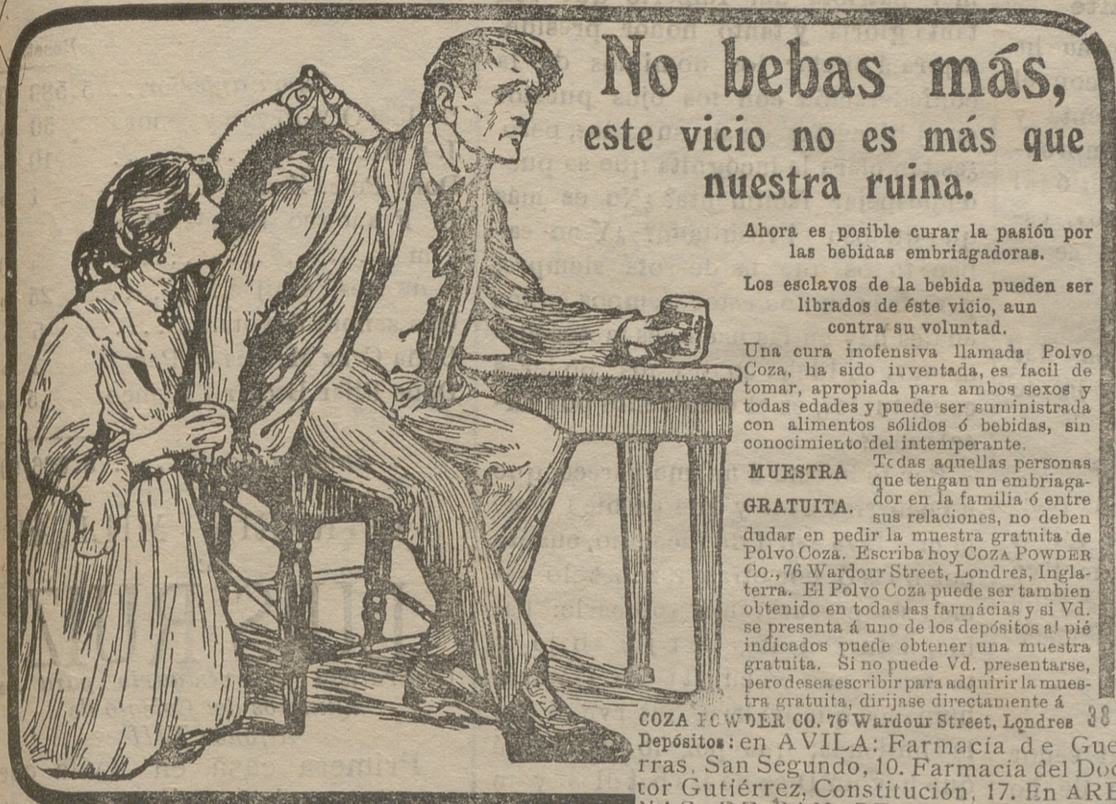 No bebas más,
este vicio no es más que
nuestra ruina.
Ahora es posible curar la pasión por
las bebidas embriagadoras.
Los esclavos de la bebida pueden ser
librados de éste vicio, aun
contra su voluntad.
Una cura inofensiva llamada Polvo
Coza, ha sido inventada, es facil de
tomar, apropiada para ambos sexos y
todas edades y puede ser suministrada
con alimentos sólidos ó bebidas, sin
conocimiento del intemperante.
MUESTRA
GRATUITA.
Todas aquellas personas
que tengan un embriaga-
dor en la familia ó entre
sus relaciones, no deben
dudar en pedir la muestra gratuita de
Polvo Coza. Escriba hoy COZA POWDER
Co., 76 Wardour Street, Londres, Ingla-
terra. El Polvo Coza puede ser tambien
obtenido en todas las farmácias y si Vd.
se presenta á uno de los depósitos al pié
indicados puede obtener una muestra
gratuita. Si no puede Vd. presentarse,
pero desea escribir para adquirir la mues-
tra gratuita, dirijase directamente á
COZA POWDER CO. 76 Wardour Street, Londres 38
Depósitos: en AVILA: Farmacía de Gue
rras, San Segundo, 10. Farmacía del Doc
tor Gutiérrez, Constitución, 17. En ARE